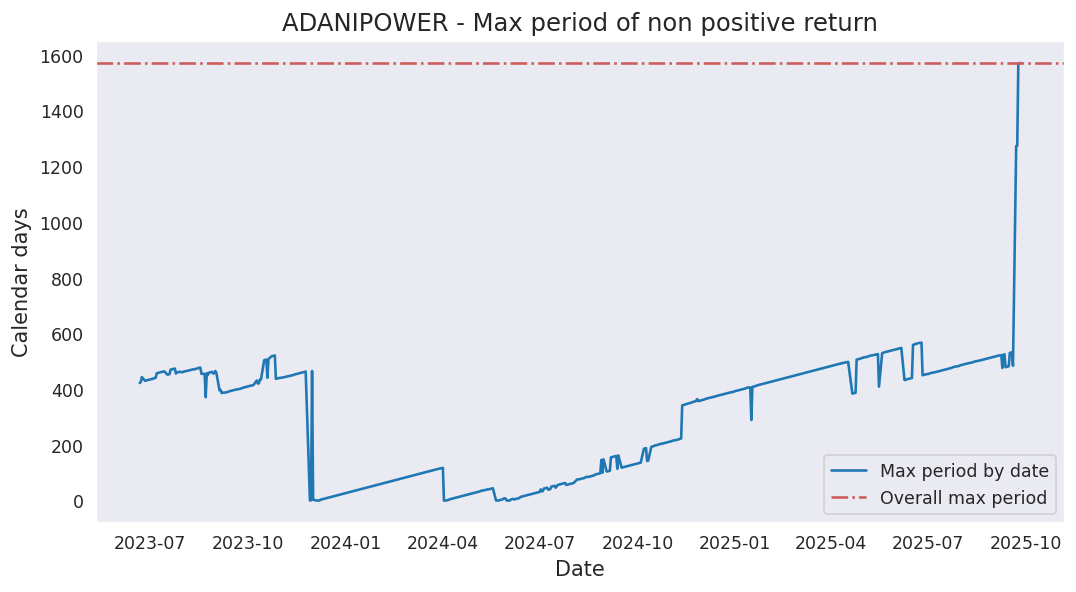 ADANIPOWER - Max period of non positive return
1600
1400
1200
1000
800
600
400
200
0
Calendar days
Max period by date
Overall max period
2023-07 2023-10 2024-01 2024-04 2024-07 2024-10 2025-01 2025-04 2025-07 2025-10
Date